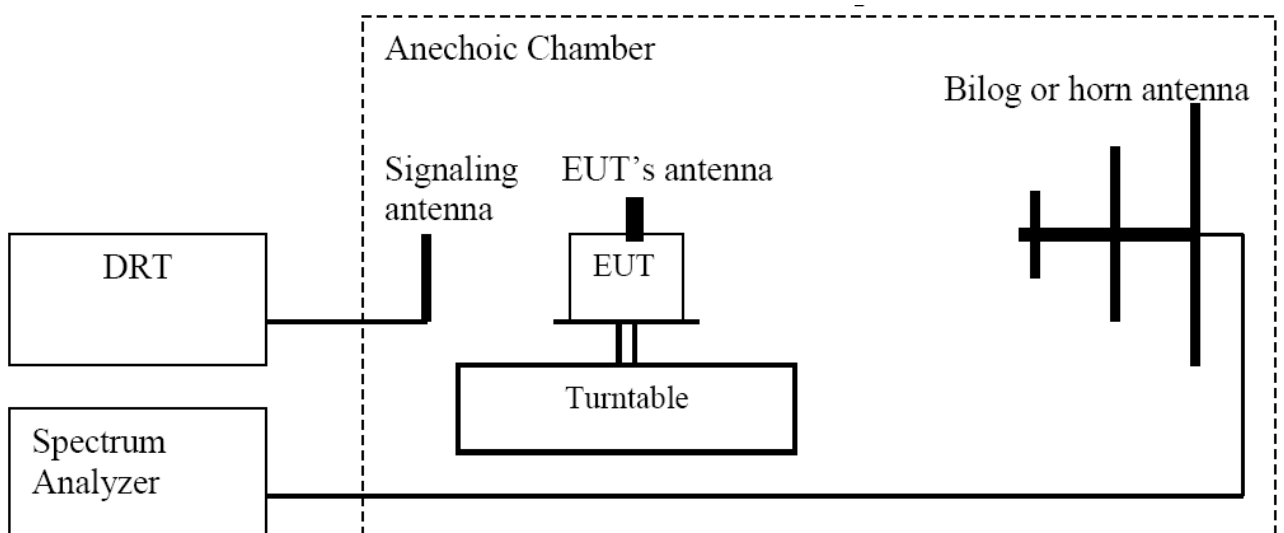 Anechoic Chamber
Bilog or horn antenna
Signaling
antenna
EUT’s antenna
DRT
EUT
Turntable
Spectrum
Analyzer